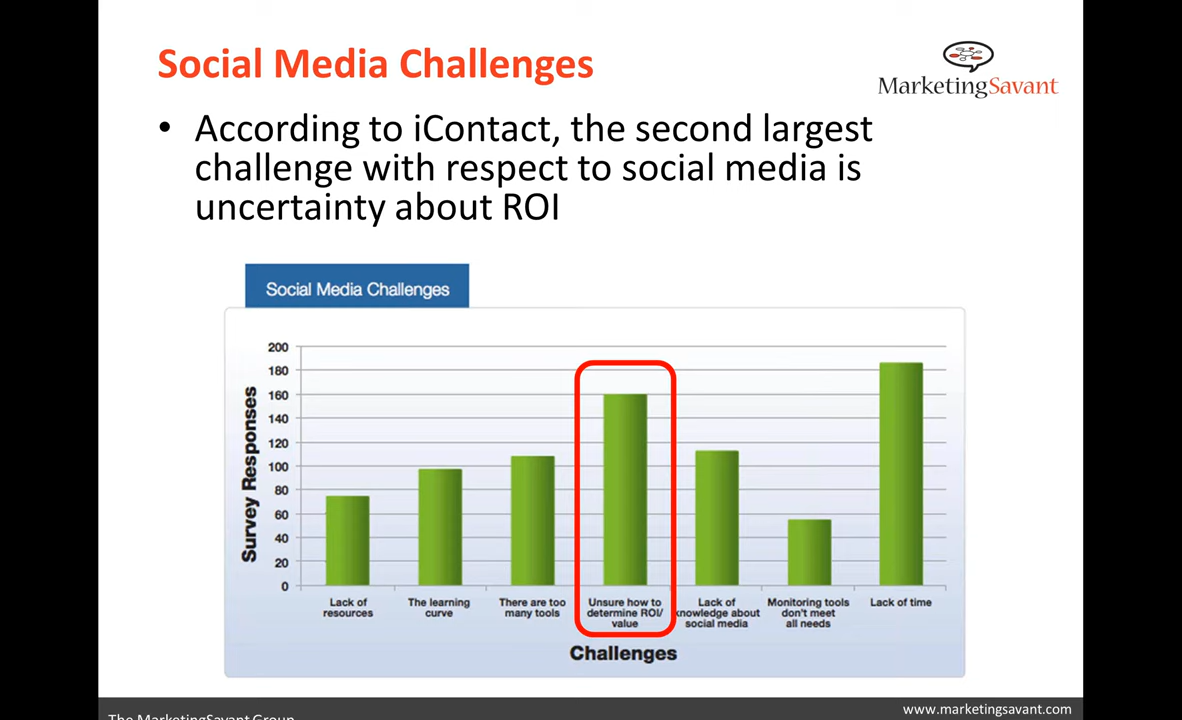 Social Media Challenges
MarketingSavant
• According to iContact, the second largest
challenge with respect to social media is
uncertainty about ROI
Social Media Challenges
200
180
160
140
120
100
80
60
40
20
0
Survey Responses
Lack of
resources
The learning
curve
There are too
many tools
Unsure how to
determine ROI/
value
Lack of
knowledge about
social media
Monitoring tools
don't meet
all needs
Lack of time
Challenges
The MarketingSavant Group
www.marketingsavant.com